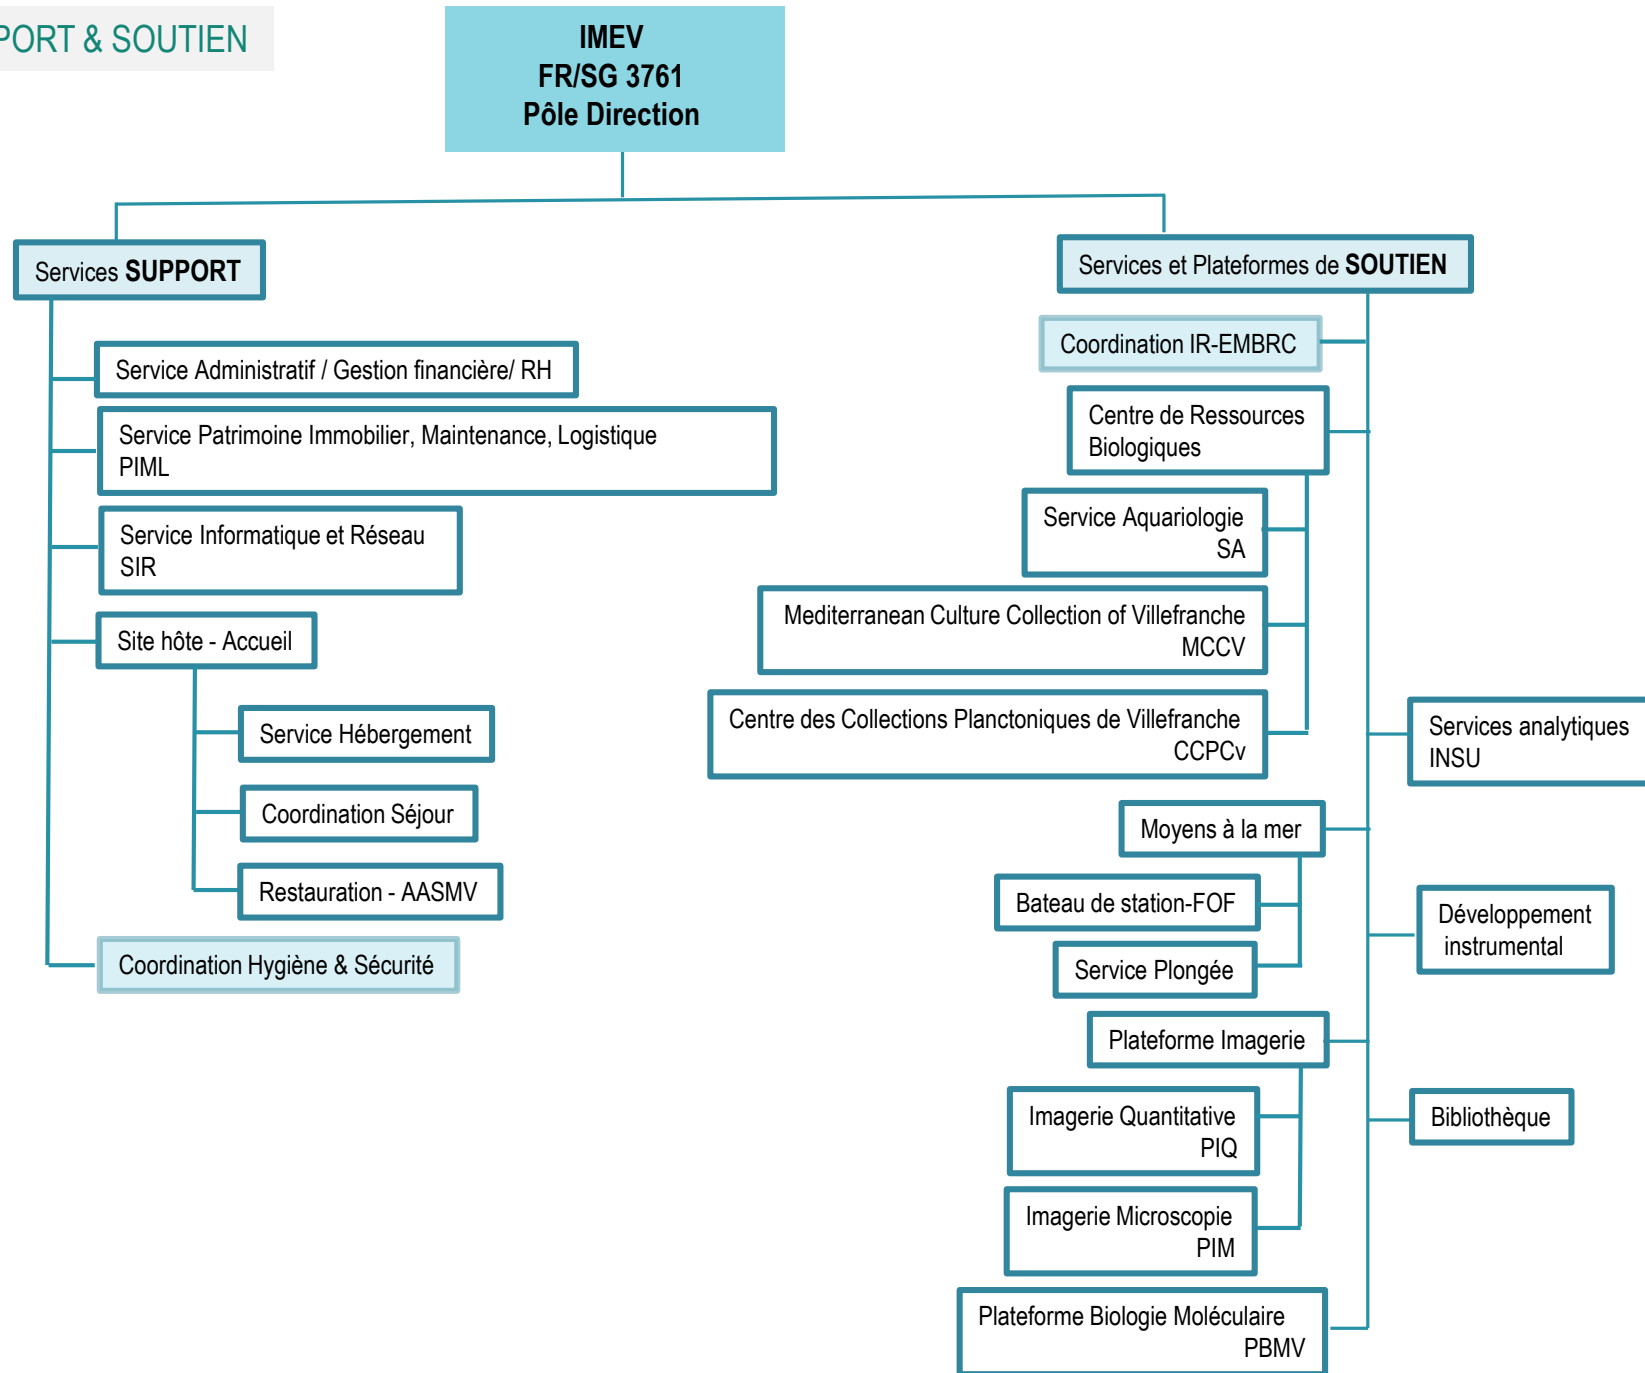 PORT & SOUTIEN
IMEV
FR/SG 3761
Pôle Direction
Services SUPPORT
Service Administratif / Gestion financière/ RH
Service Patrimoine Immobilier, Maintenance, Logistique
PIML
Service Informatique et Réseau
SIR
Site hôte - Accueil
Service Hébergement
Coordination Séjour
Restauration - AASMV
Coordination Hygiène & Sécurité
Services et Plateformes de SOUTIEN
Coordination IR-EMBRC
Centre de Ressources
Biologiques
Service Aquariologie
SA
Mediterranean Culture Collection of Villefranche
MCCV
Centre des Collections Planctoniques de Villefranche
CCPCv
Services analytiques
INSU
Moyens à la mer
Bateau de station-FOF
Service Plongée
Développement
instrumental
Plateforme Imagerie
Imagerie Quantitative
PIQ
Imagerie Microscopie
PIM
Bibliothèque
Plateforme Biologie Moléculaire
PBMV